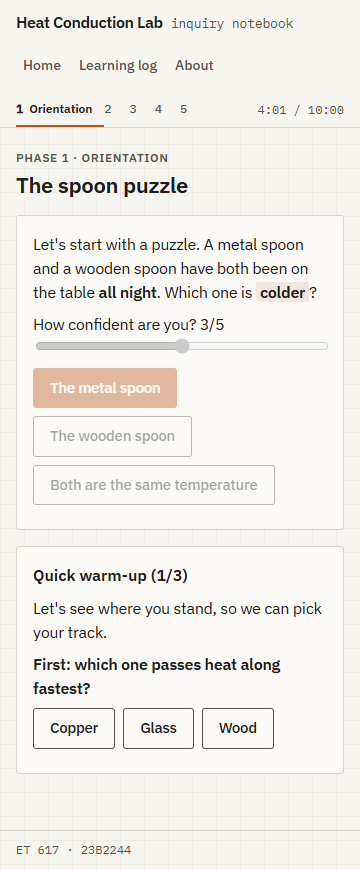 Heat Conduction Lab inquiry notebook
Home Learning log About
1 Orientation 2 3 4 5 4:01 / 10:00
PHASE 1 · ORIENTATION
The spoon puzzle
Let's start with a puzzle. A metal spoon
and a wooden spoon have both been on
the table all night. Which one is colder?
How confident are you? 3/5
The metal spoon
The wooden spoon
Both are the same temperature
Quick warm-up (1/3)
Let's see where you stand, so we can pick
your track.
First: which one passes heat along
fastest?
Copper Glass Wood
ET 617 · 23B2244